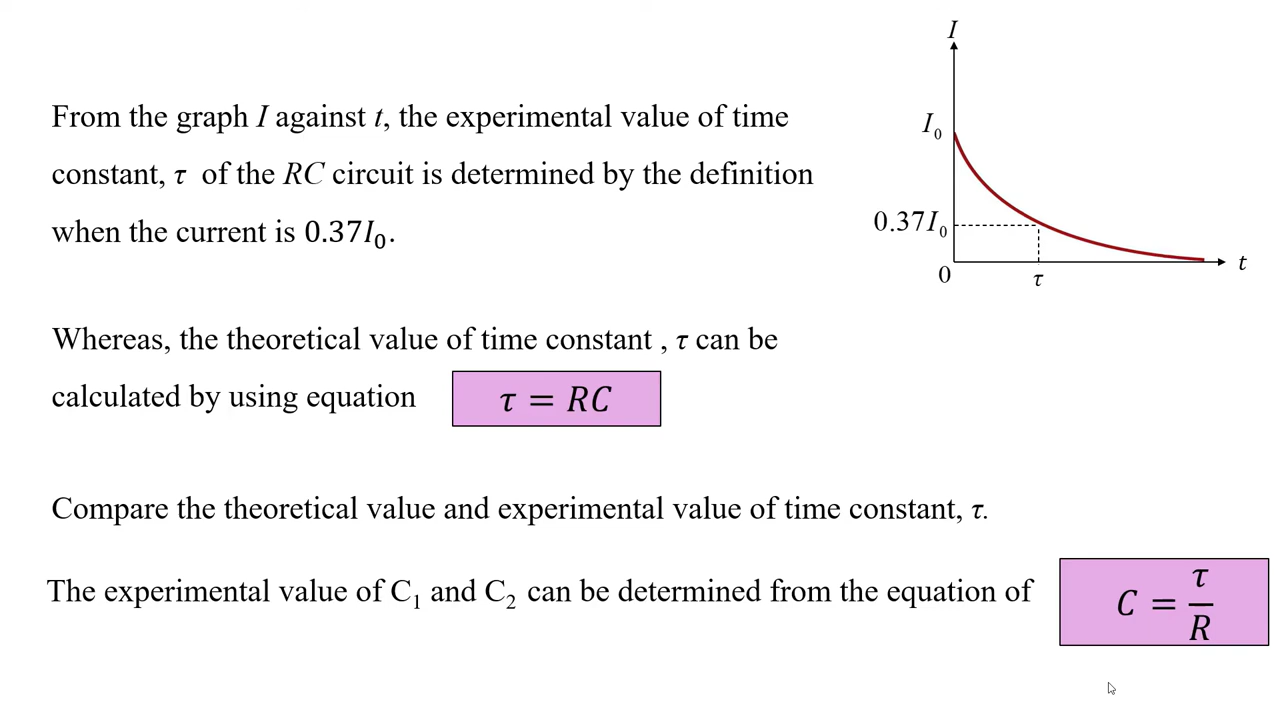 I
From the graph I against t, the experimental value of time
I₀
constant, τ of the RC circuit is determined by the definition
when the current is 0.37I₀.
0.37I₀
0
τ
t
Whereas, the theoretical value of time constant , τ can be
calculated by using equation
τ = RC
Compare the theoretical value and experimental value of time constant, τ.
The experimental value of C₁ and C₂ can be determined from the equation of
C = τ/R